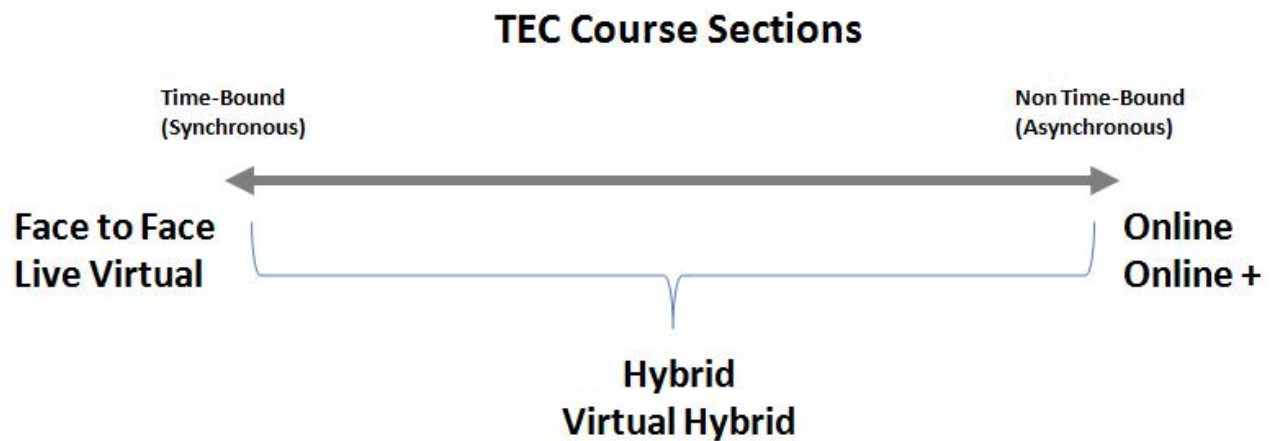 TEC Course Sections
Time-Bound
(Synchronous)
Non Time-Bound
(Asynchronous)
Face to Face
Live Virtual
Online
Online +
Hybrid
Virtual Hybrid